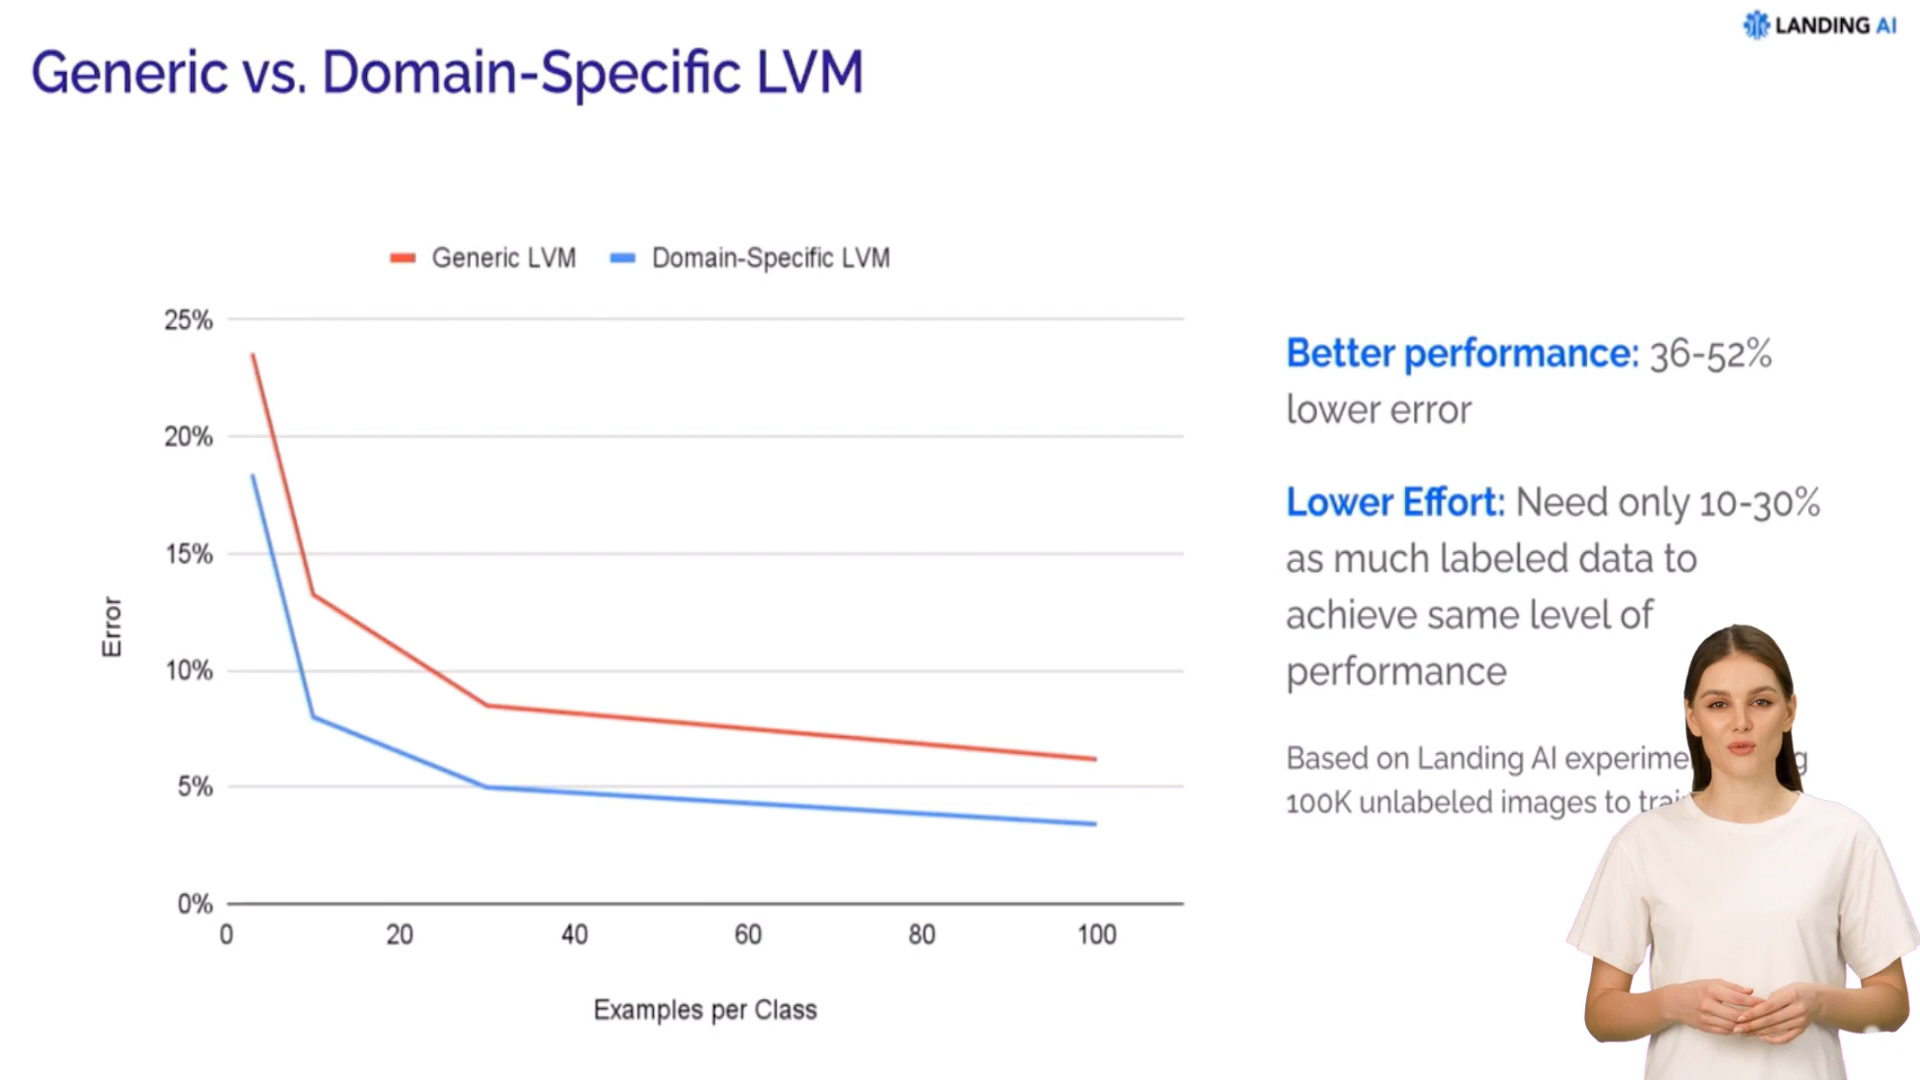 LANDING AI
Generic vs. Domain-Specific LVM
Generic LVM
Domain-Specific LVM
25%
20%
15%
10%
5%
0%
Error
0
20
40
60
80
100
Examples per Class
Better performance: 36-52%
lower error
Lower Effort: Need only 10-30%
as much labeled data to
achieve same level of
performance
Based on Landing AI
100K unlabeled images to